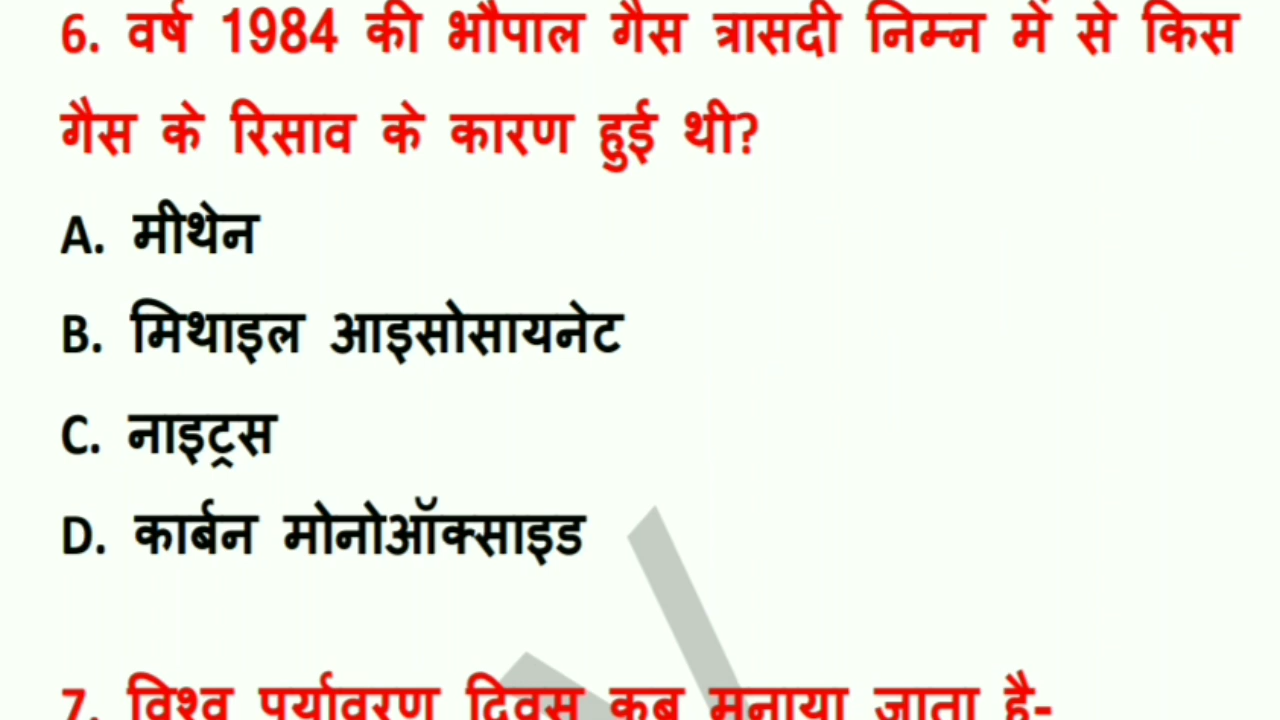 6. वर्ष 1984 की भौपाल गैस त्रासदी निम्न में से किस
गैस के रिसाव के कारण हुई थी?
A. मीथेन
B. मिथाइल आइसोसायनेट
C. नाइट्रस
D. कार्बन मोनोऑक्साइड
7. विश्व पर्यावरण दिवस कब मनाया जाता है-